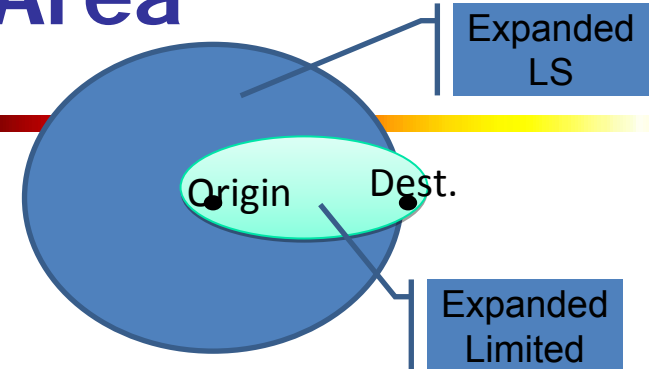 Area
Expanded
LS
Origin
Dest.
Expanded
Limited